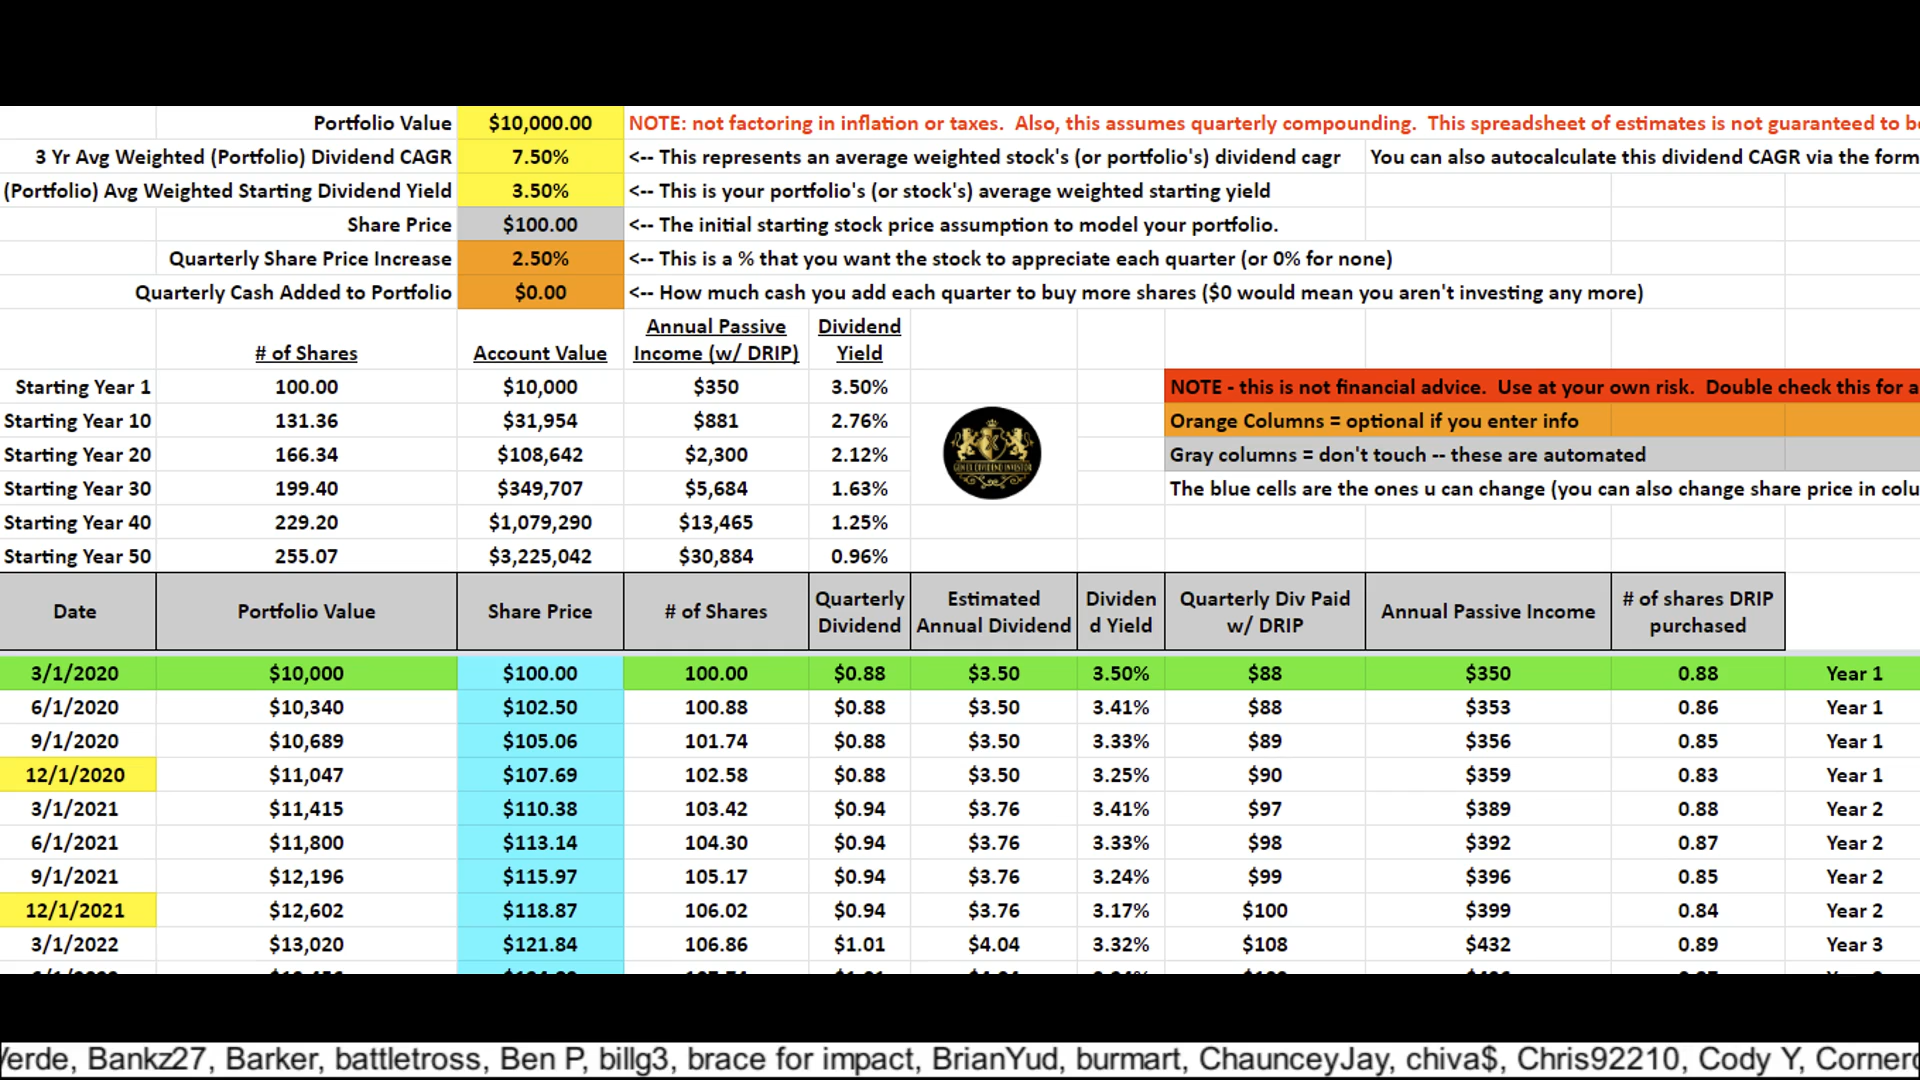 Portfolio Value $10,000.00 NOTE: not factoring in inflation or taxes. Also, this assumes quarterly compounding. This spreadsheet of estimates is not guaranteed to b
3 Yr Avg Weighted (Portfolio) Dividend CAGR 7.50% <-- This represents an average weighted stock's (or portfolio's) dividend cagr You can also autocalculate this dividend CAGR via the form
(Portfolio) Avg Weighted Starting Dividend Yield 3.50% <-- This is your portfolio's (or stock's) average weighted starting yield
Share Price $100.00 <-- The initial starting stock price assumption to model your portfolio.
Quarterly Share Price Increase 2.50% <-- This is a % that you want the stock to appreciate each quarter (or 0% for none)
Quarterly Cash Added to Portfolio $0.00 <-- How much cash you add each quarter to buy more shares ($0 would mean you aren't investing any more)
# of Shares Account Value Annual Passive Income (w/ DRIP) Dividend Yield
Starting Year 1 100.00 $10,000 $350 3.50% NOTE - this is not financial advice. Use at your own risk. Double check this for a
Starting Year 10 131.36 $31,954 $881 2.76% Orange Columns = optional if you enter info
Starting Year 20 166.34 $108,642 $2,300 2.12% Gray columns = don't touch -- these are automated
Starting Year 30 199.40 $349,707 $5,684 1.63% The blue cells are the ones u can change (you can also change share price in colu
Starting Year 40 229.20 $1,079,290 $13,465 1.25%
Starting Year 50 255.07 $3,225,042 $30,884 0.96%
GEN EX DIVIDEND INVESTOR
Date Portfolio Value Share Price # of Shares Quarterly Dividend Estimated Annual Dividend Dividen d Yield Quarterly Div Paid w/ DRIP Annual Passive Income # of shares DRIP purchased
3/1/2020 $10,000 $100.00 100.00 $0.88 $3.50 3.50% $88 $350 0.88 Year 1
6/1/2020 $10,340 $102.50 100.88 $0.88 $3.50 3.41% $88 $353 0.86 Year 1
9/1/2020 $10,689 $105.06 101.74 $0.88 $3.50 3.33% $89 $356 0.85 Year 1
12/1/2020 $11,047 $107.69 102.58 $0.88 $3.50 3.25% $90 $359 0.83 Year 1
3/1/2021 $11,415 $110.38 103.42 $0.94 $3.76 3.41% $97 $389 0.88 Year 2
6/1/2021 $11,800 $113.14 104.30 $0.94 $3.76 3.33% $98 $392 0.87 Year 2
9/1/2021 $12,196 $115.97 105.17 $0.94 $3.76 3.24% $99 $396 0.85 Year 2
12/1/2021 $12,602 $118.87 106.02 $0.94 $3.76 3.17% $100 $399 0.84 Year 2
3/1/2022 $13,020 $121.84 106.86 $1.01 $4.04 3.32% $108 $432 0.89 Year 3
Verde, Bankz27, Barker, battletross, Ben P, billg3, brace for impact, BrianYud, burmart, ChaunceyJay, chiva$, Chris92210, Cody Y, Cornerc